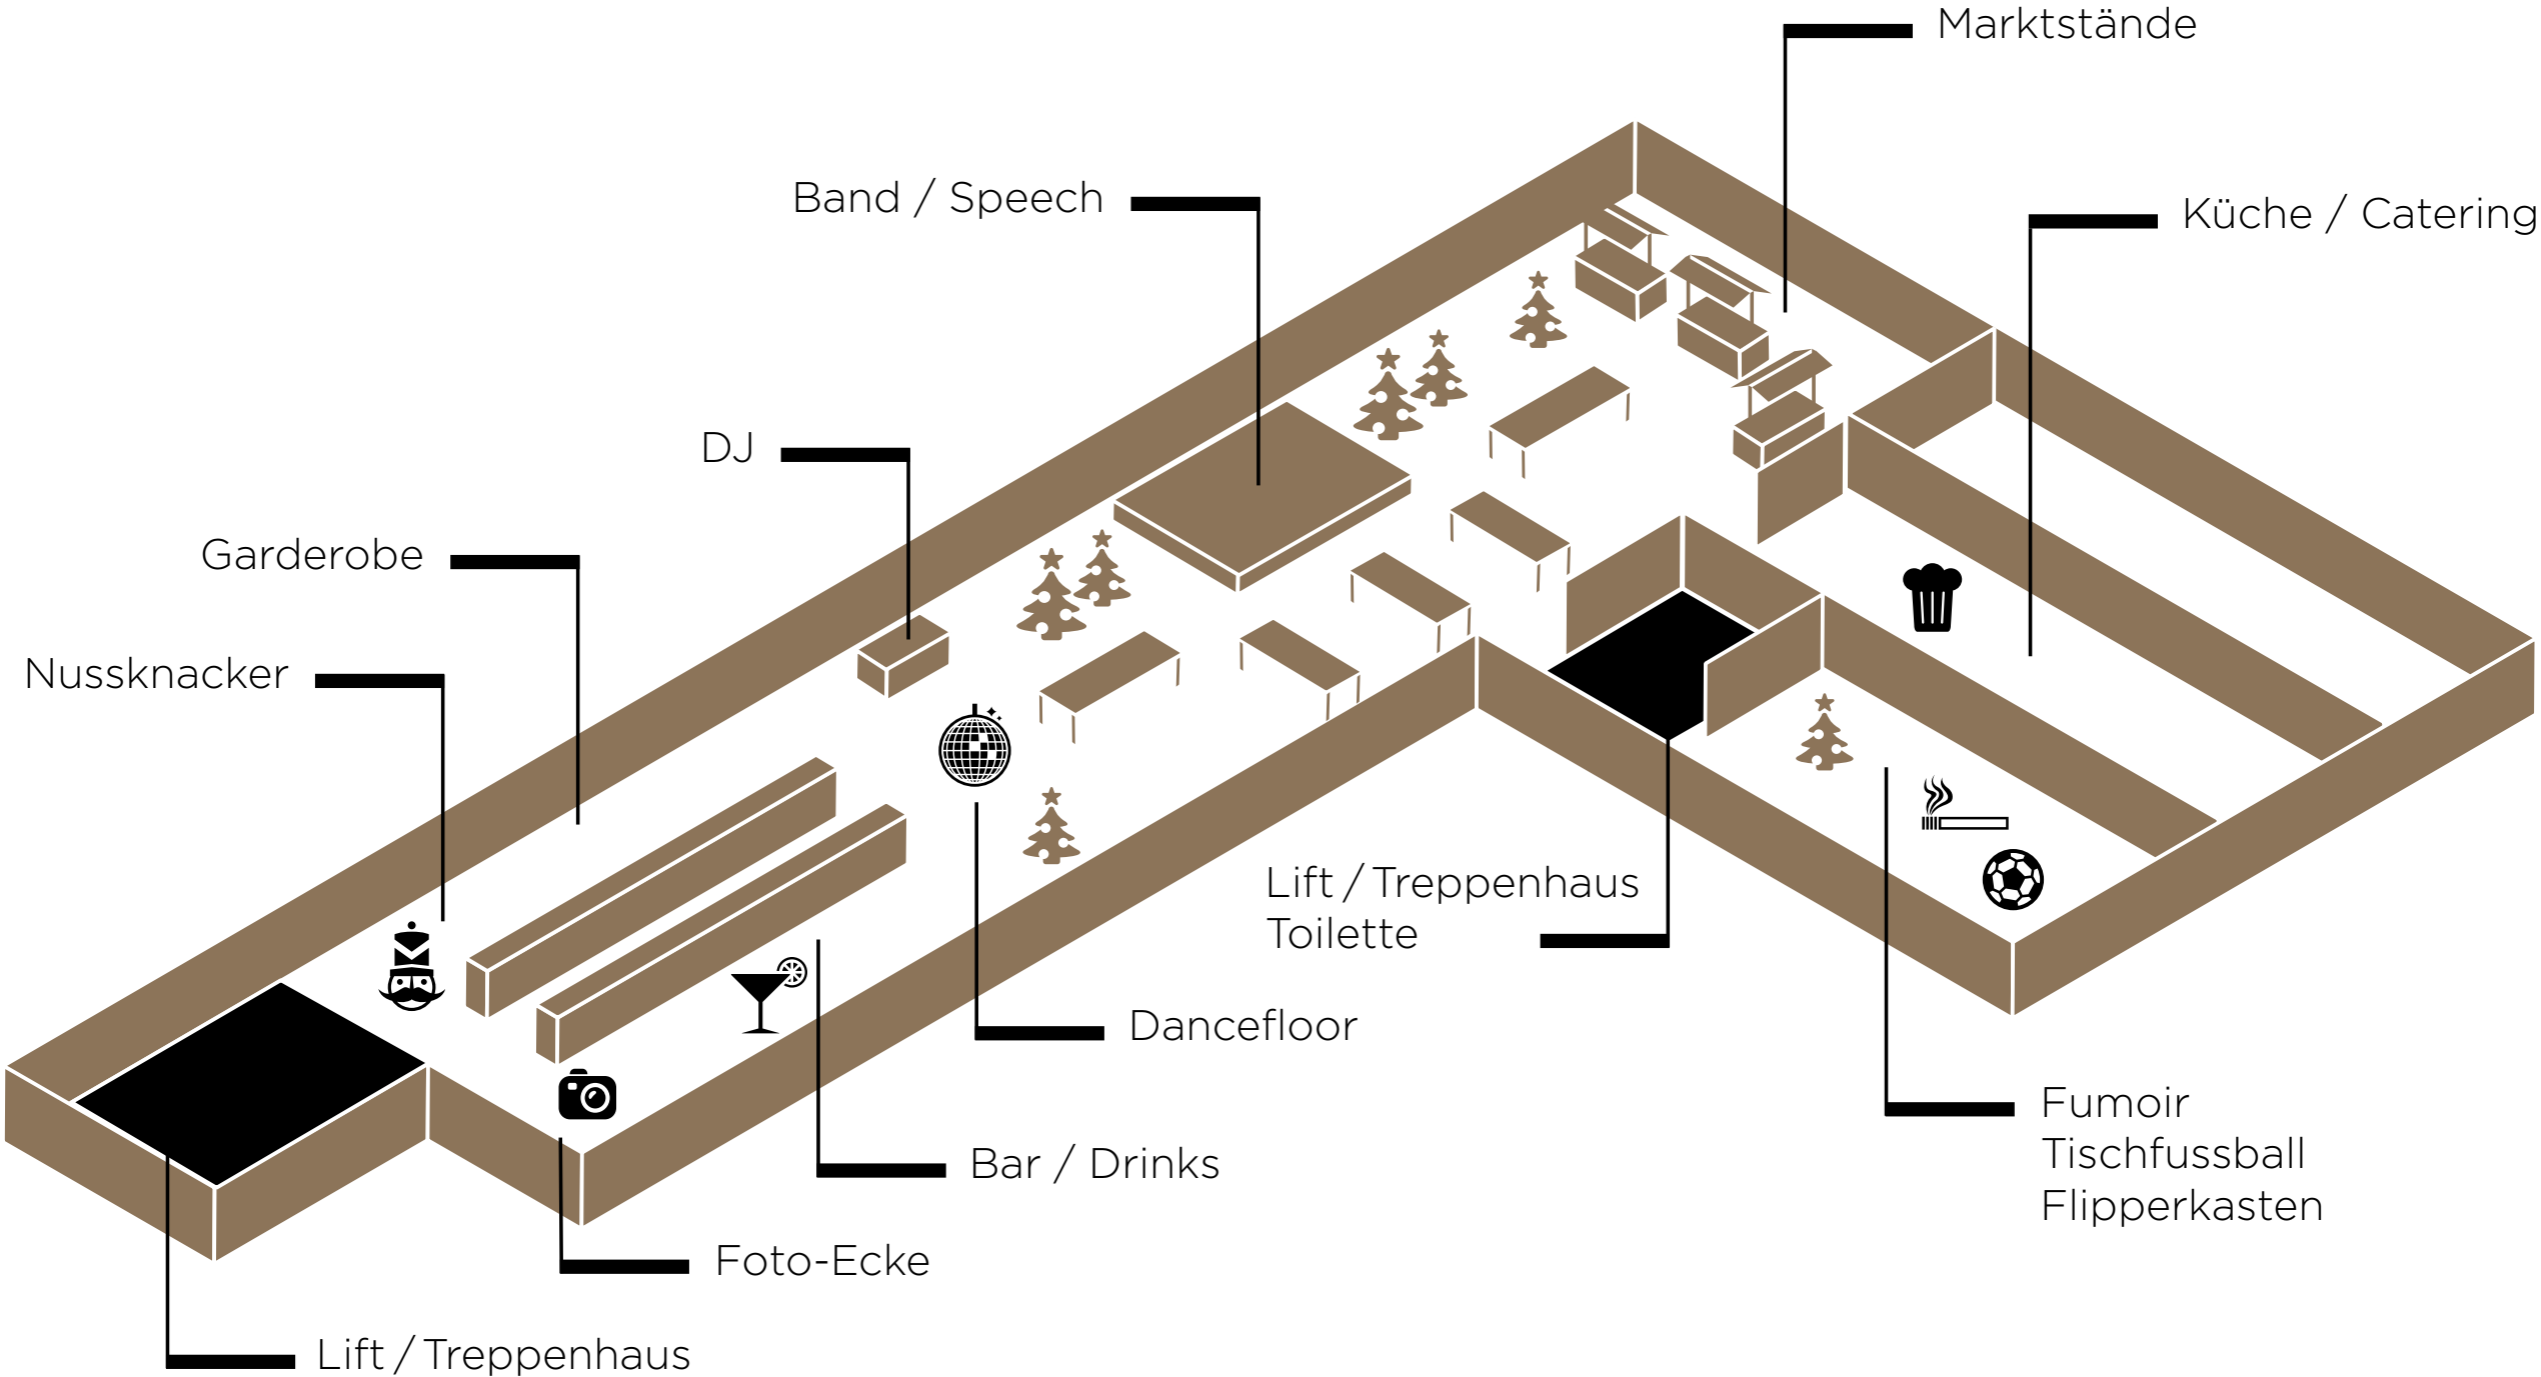 Marktstände
Band / Speech
Küche / Catering
DJ
Garderobe
Nussknacker
Lift / Treppenhaus
Toilette
Dancefloor
Fumoir
Tischfussball
Flipperkasten
Bar / Drinks
Foto-Ecke
Lift / Treppenhaus